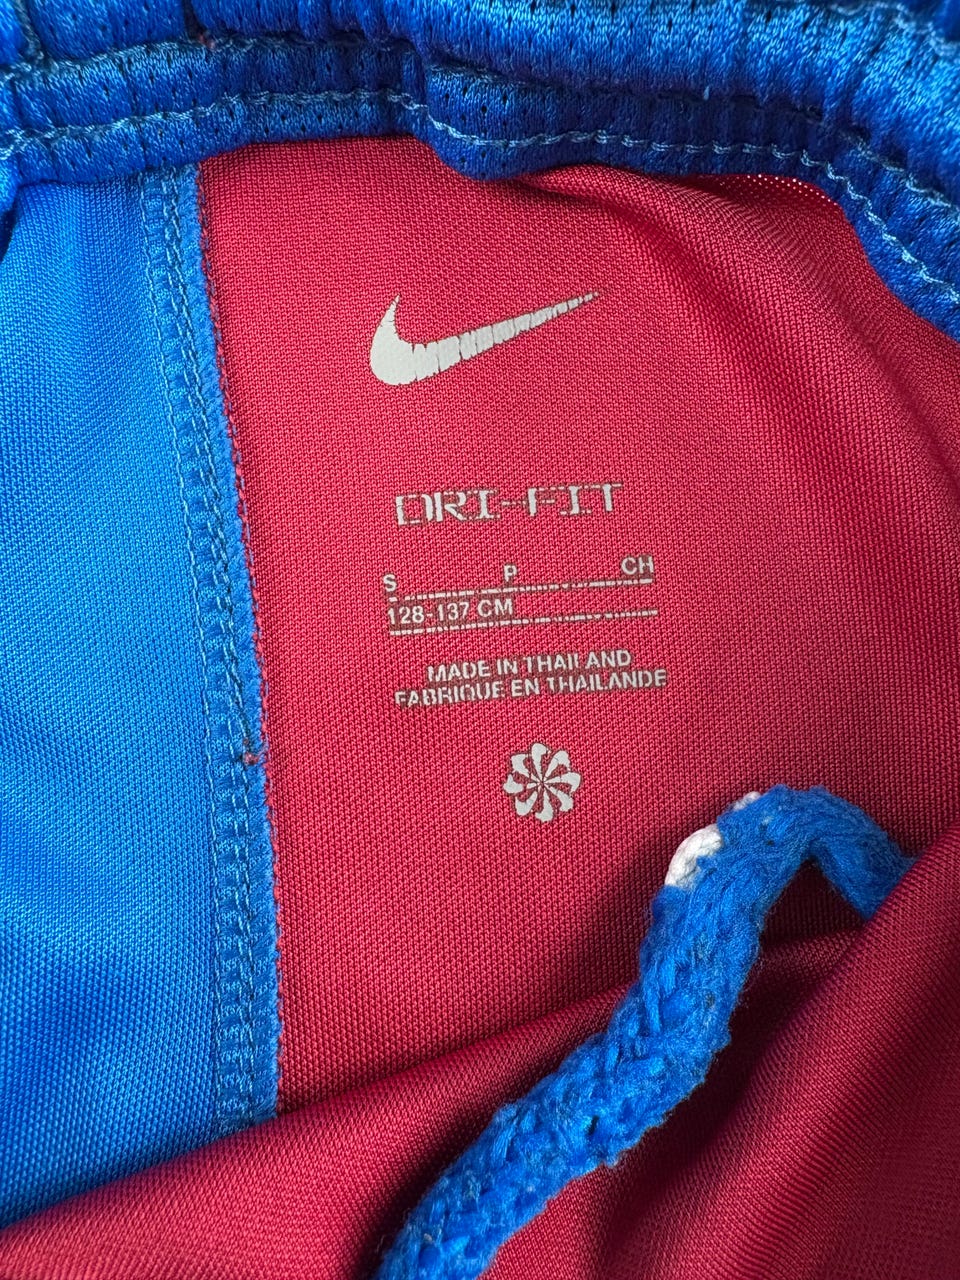 DRI-FIT
S P CH
128-137 CM
MADE IN THAILAND
FABRIQUE EN THAILANDE